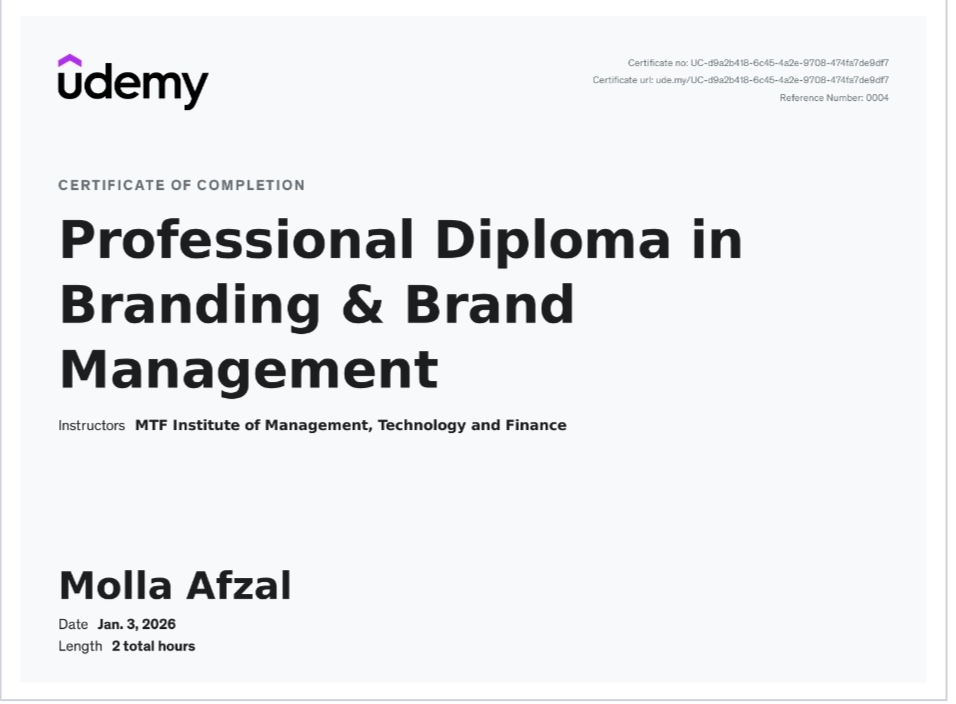 udemy
Certificate no: UC-d9a2b418-6c45-4a2e-9708-474fa7de9df7
Certificate url: ude.my/UC-d9a2b418-6c45-4a2e-9708-474fa7de9df7
Reference Number: 0004
CERTIFICATE OF COMPLETION
Professional Diploma in
Branding & Brand
Management
Instructors MTF Institute of Management, Technology and Finance
Molla Afzal
Date Jan. 3, 2026
Length 2 total hours